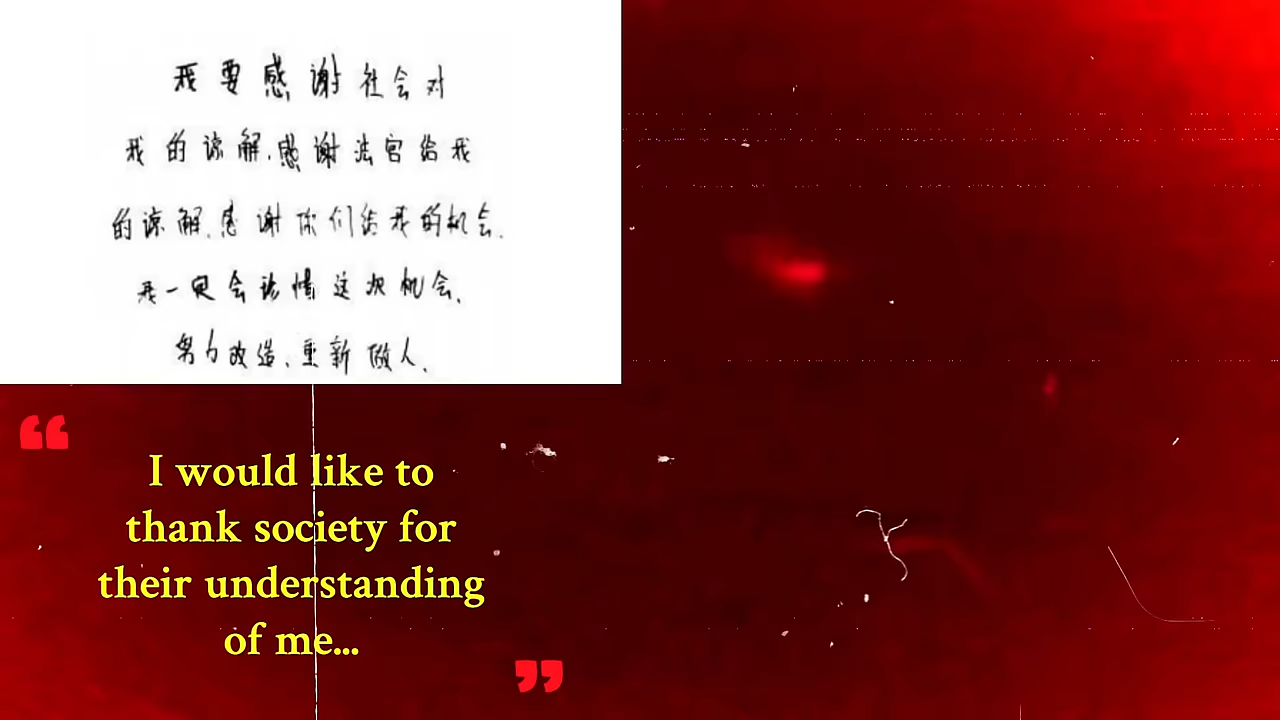 我要感谢社会对
我的谅解.感谢法官给我
的谅解.感谢你们给我的机会.
我一定会珍惜这次机会.
努力改造.重新做人.
“
I would like to
thank society for
their understanding
of me...
”